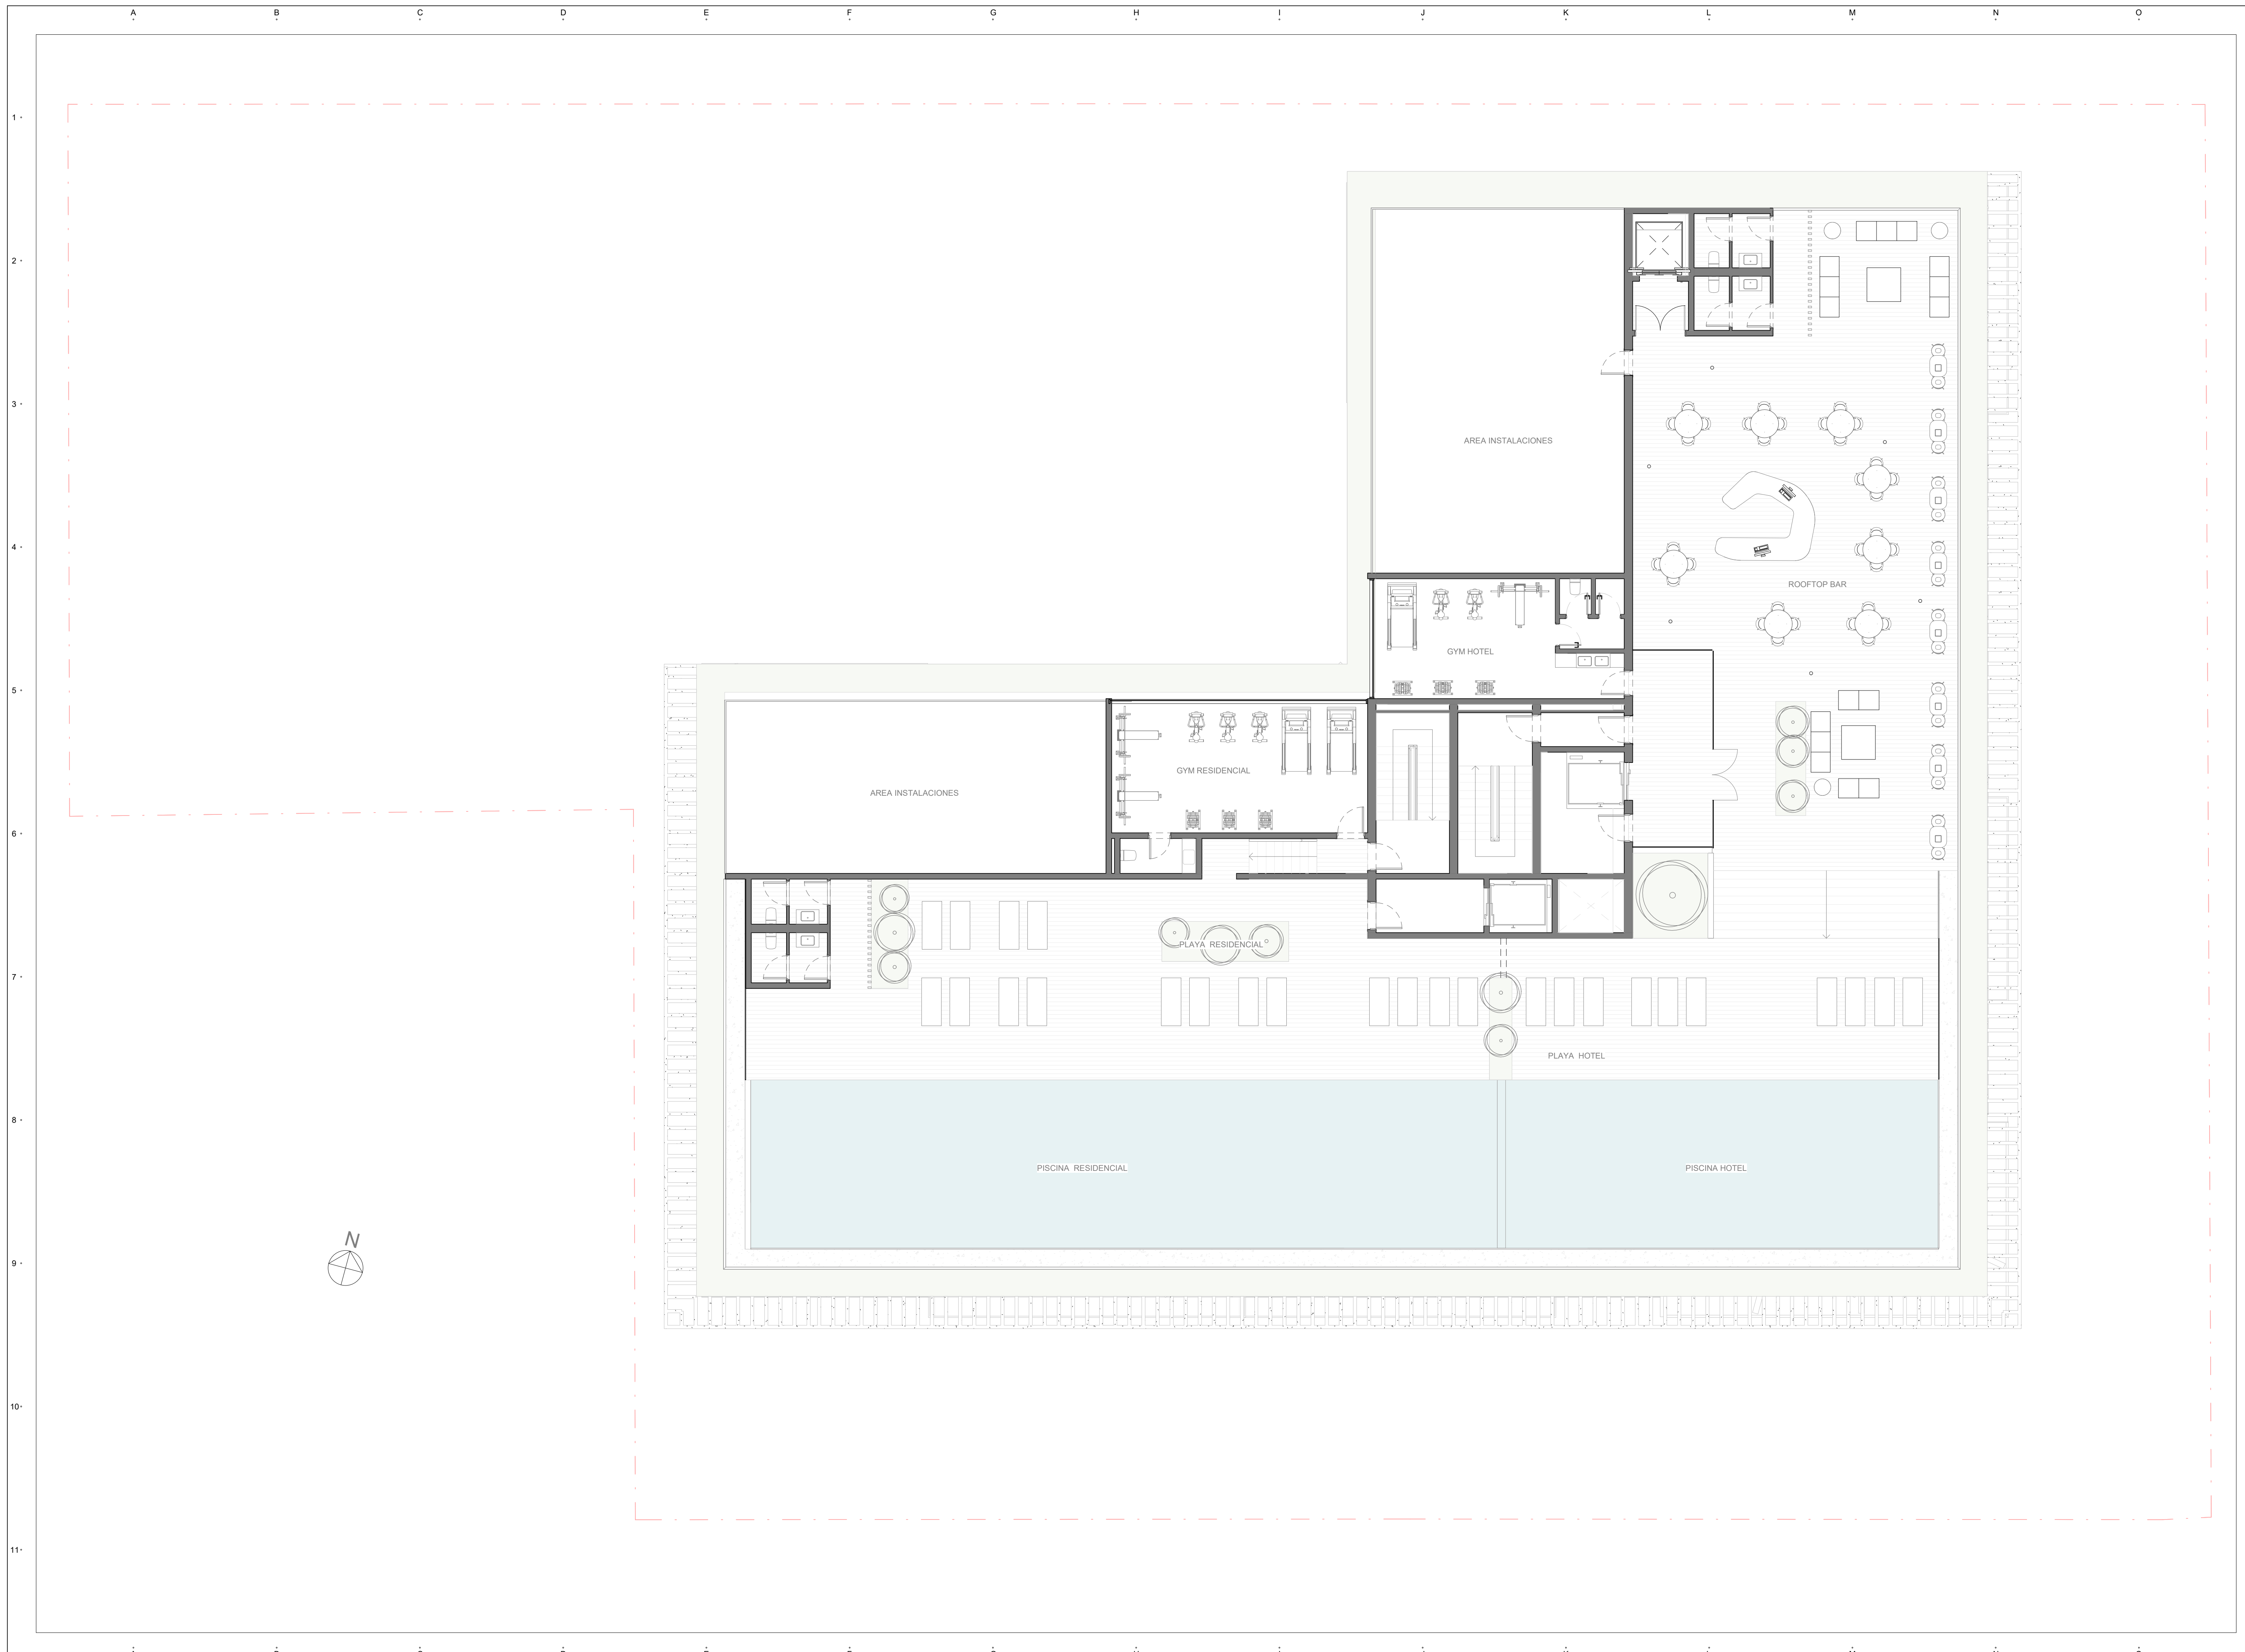 A B C D E F G H I J K L M N O
1
2
3
AREA INSTALACIONES
4
ROOFTOP BAR
GYM HOTEL
5
GYM RESIDENCIAL
AREA INSTALACIONES
6
PLAYA RESIDENCIAL
7
PLAYA HOTEL
8
PISCINA RESIDENCIAL
PISCINA HOTEL
N
9
10
11